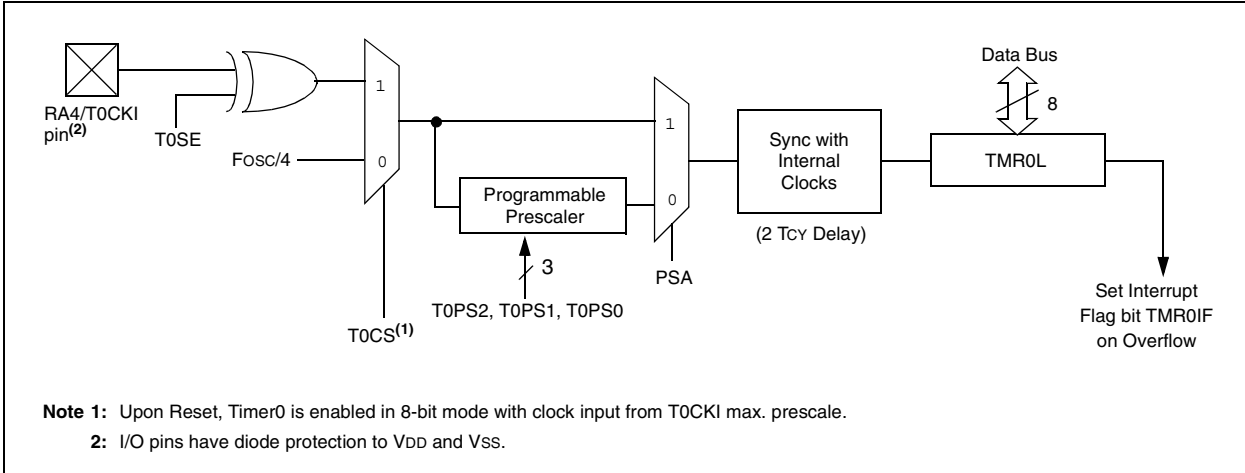 Data Bus
8
RA4/T0CKI
pin(2)
T0SE
1
FOSC/4
0
1
Sync with
Internal
Clocks
TMR0L
Programmable
Prescaler
0
(2 TCY Delay)
3
PSA
T0PS2, T0PS1, T0PS0
T0CS(1)
Set Interrupt
Flag bit TMR0IF
on Overflow
Note 1: Upon Reset, Timer0 is enabled in 8-bit mode with clock input from T0CKI max. prescale.
2: I/O pins have diode protection to VDD and VSS.